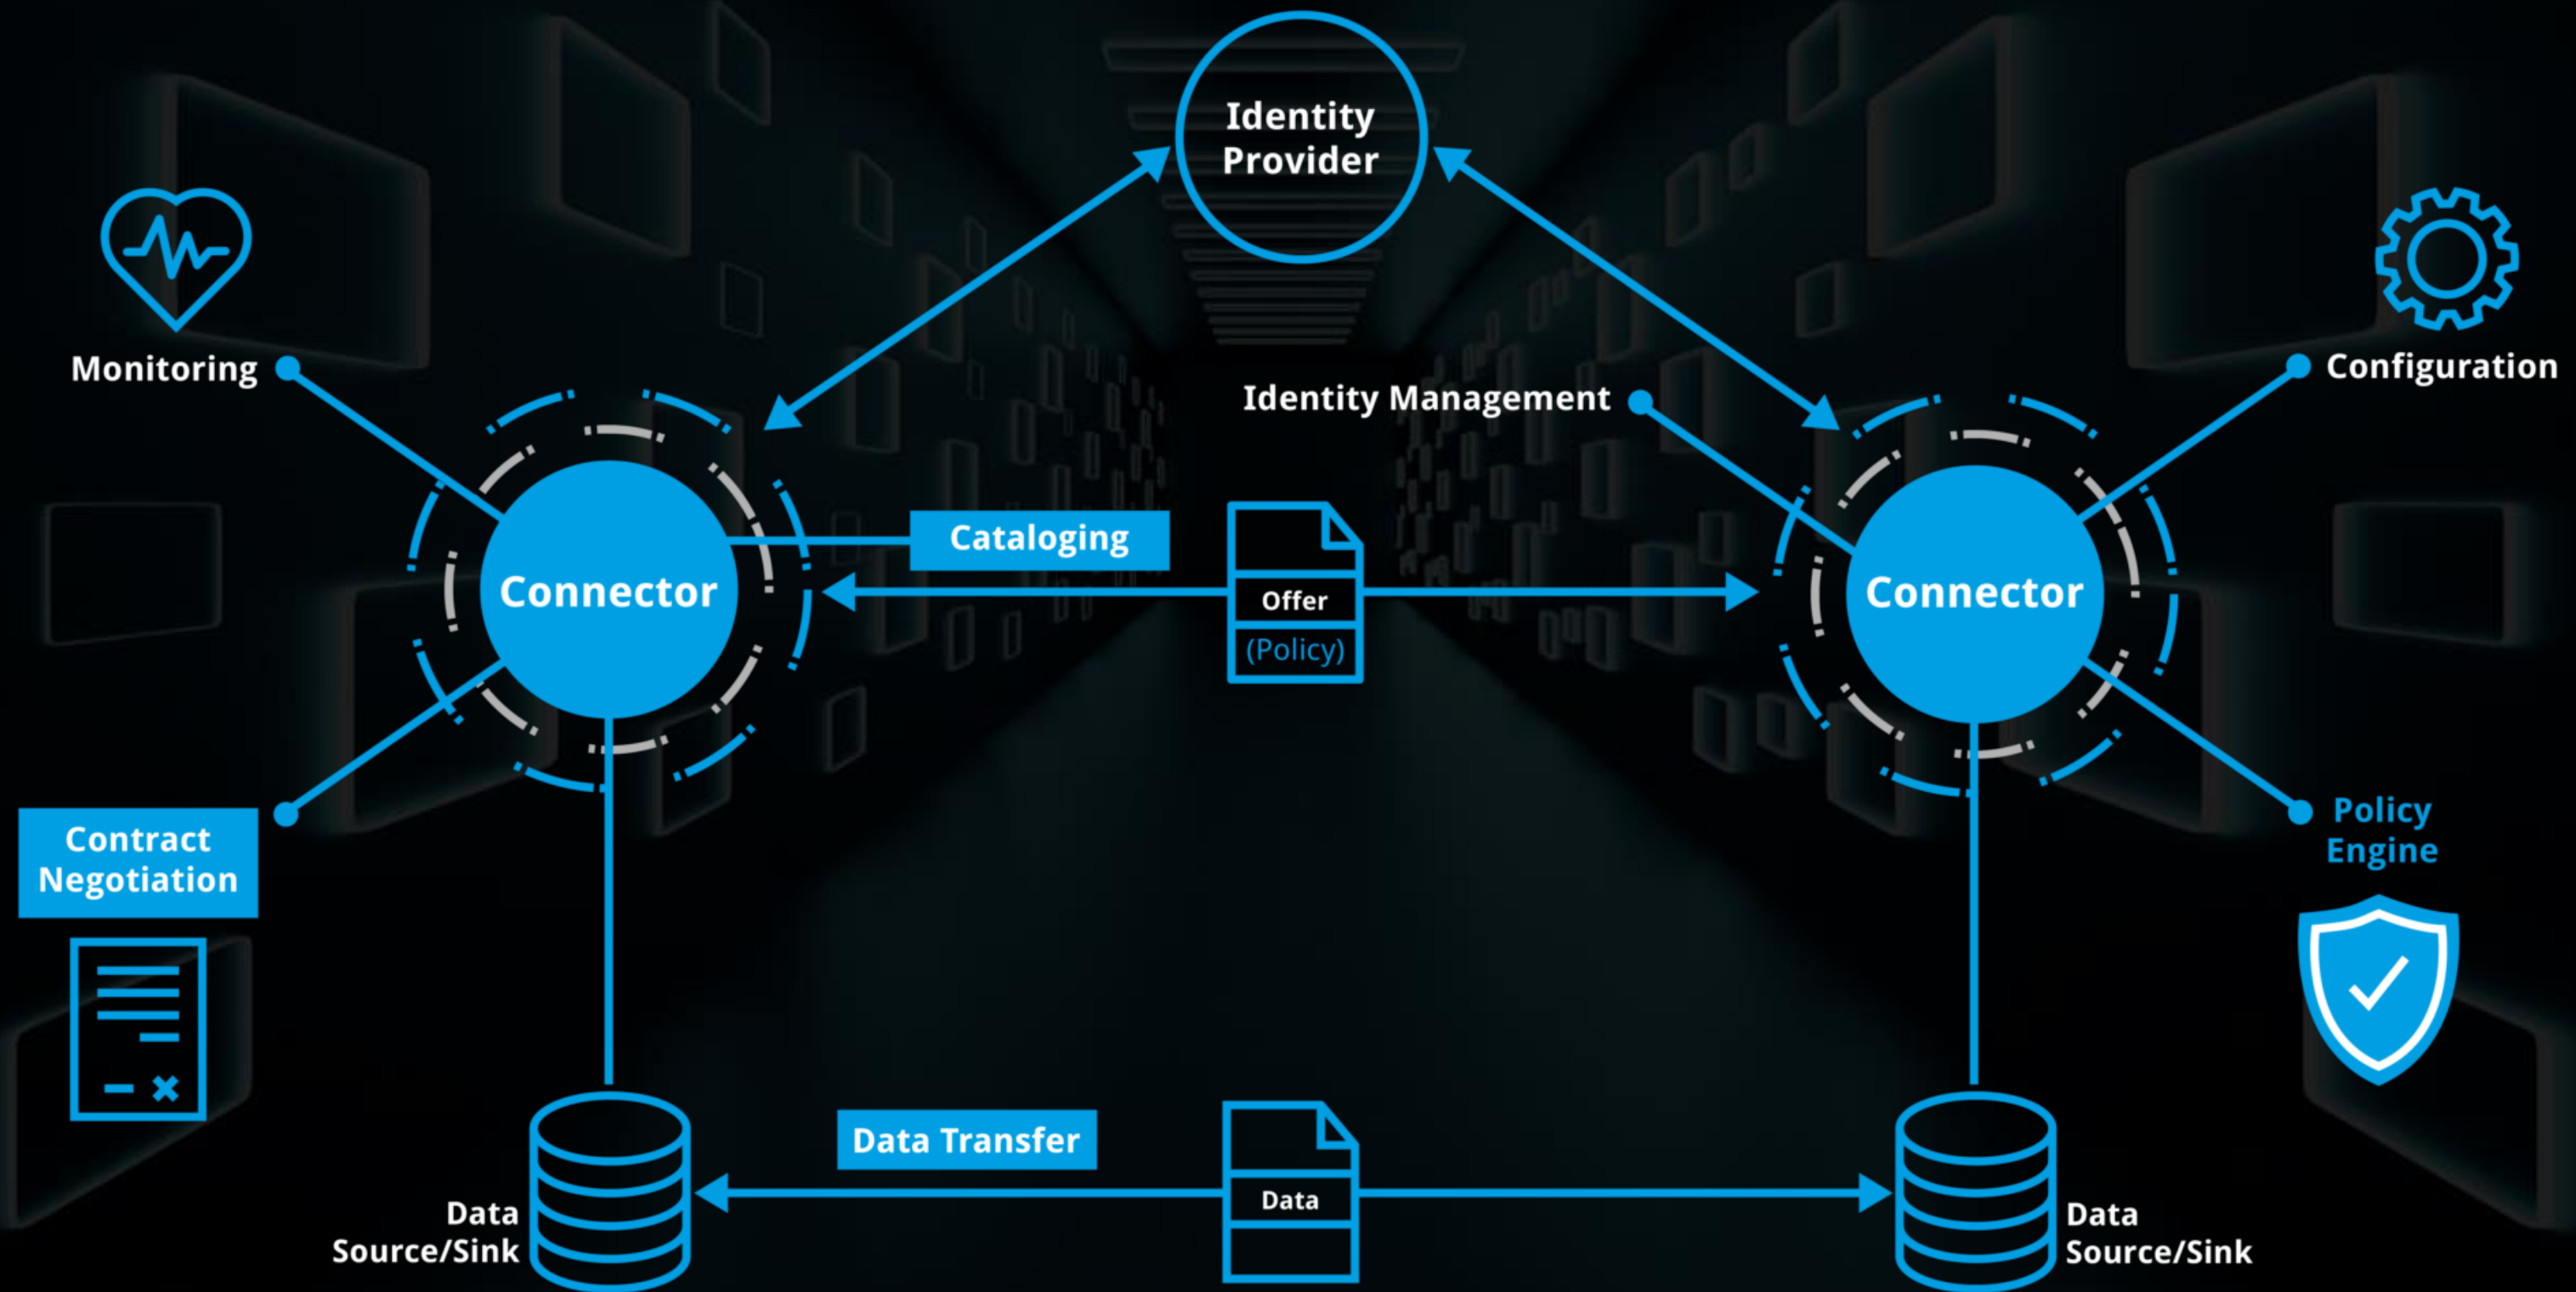 Identity
Provider
Monitoring
Configuration
Identity Management
Cataloging
Connector
Offer
(Policy)
Connector
Contract
Negotiation
Policy
Engine
Data Transfer
Data
Source/Sink
Data
Data
Source/Sink